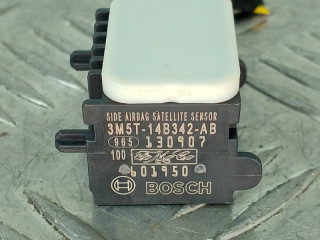 SIDE AIRBAG SATELLITE SENSOR
3M5T-14B342-AB
965 130907
100
601950
BOSCH